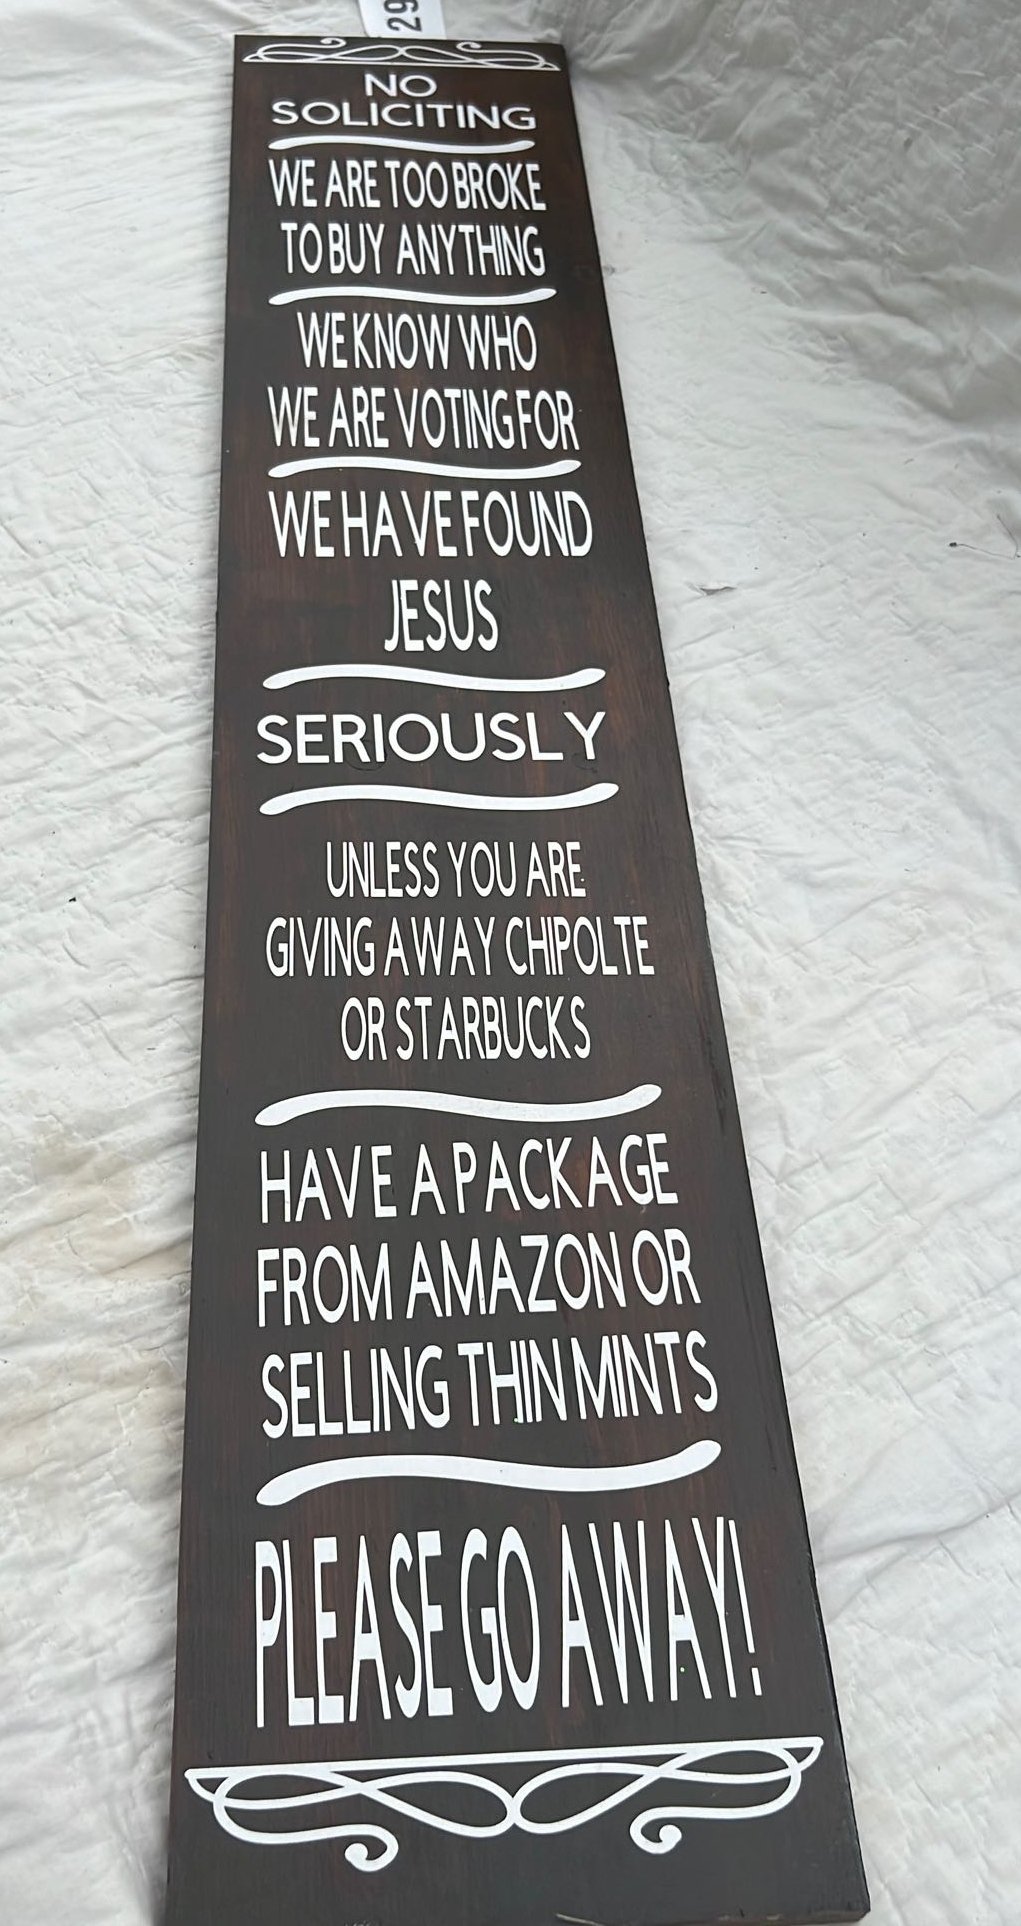 29
NO
SOLICITING
WE ARE TOO BROKE
TO BUY ANYTHING
WE KNOW WHO
WE ARE VOTING FOR
WE HAVE FOUND
JESUS
SERIOUSLY
UNLESS YOU ARE
GIVING AWAY CHIPOLTE
OR STARBUCKS
HAVE A PACKAGE
FROM AMAZON OR
SELLING THIN MINTS
PLEASE GO AWAY!